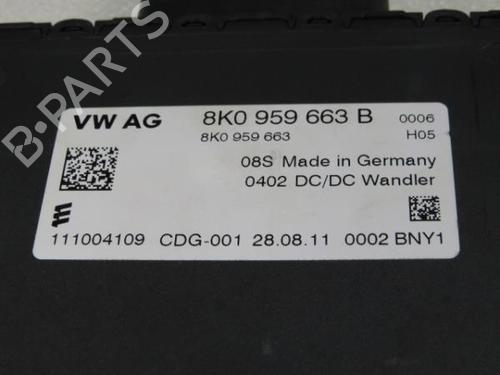 VW AG 8K0 959 663 B 0006
8K0 959 663 H05
08S Made in Germany
0402 DC/DC Wandler
111004109 CDG-001 28.08.11 0002 BNY1
B-PARTS